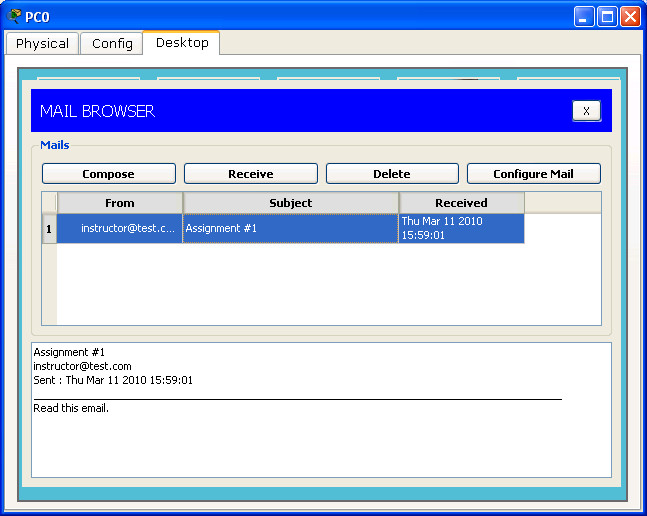 PC0
Physical Config Desktop
MAIL BROWSER X
Mails
Compose Receive Delete Configure Mail
From Subject Received
1 instructor@test.c... Assignment #1 Thu Mar 11 2010
15:59:01
Assignment #1
instructor@test.com
Sent : Thu Mar 11 2010 15:59:01
Read this email.